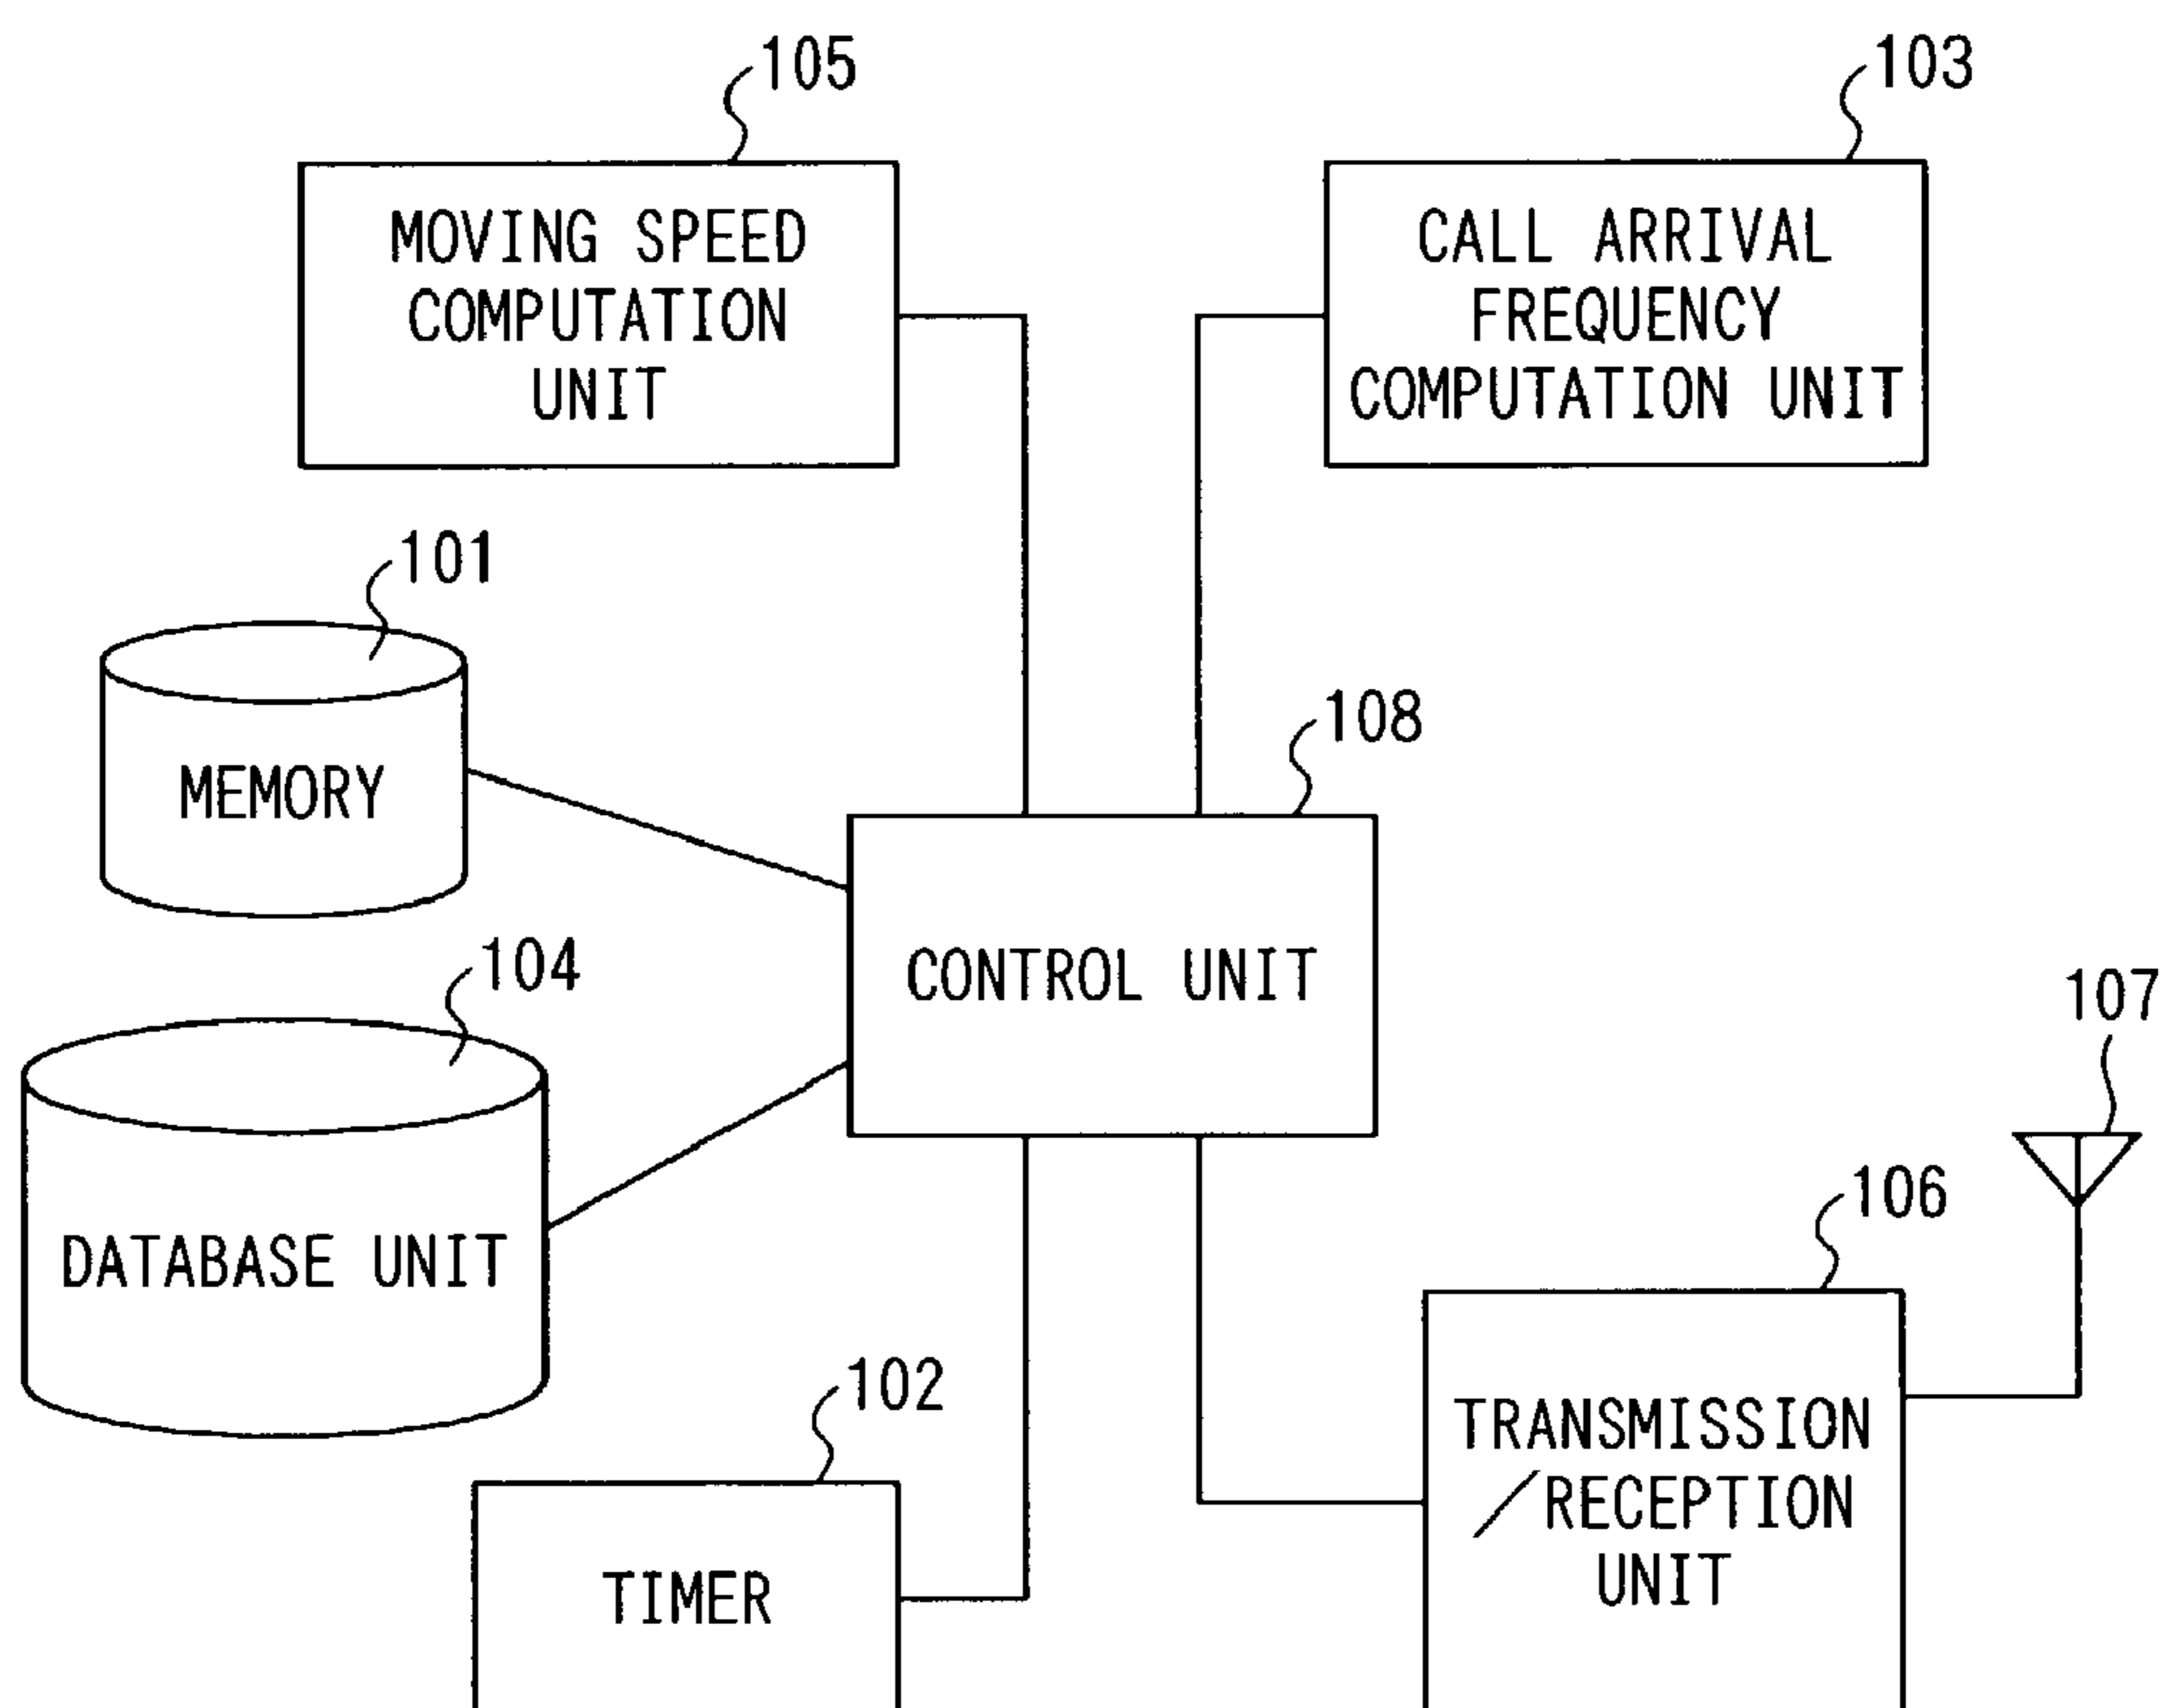 105
103
MOVING SPEED
COMPUTATION
UNIT
CALL ARRIVAL
FREQUENCY
COMPUTATION UNIT
101
MEMORY
108
CONTROL UNIT
104
DATABASE UNIT
107
106
TRANSMISSION
/RECEPTION
UNIT
102
TIMER